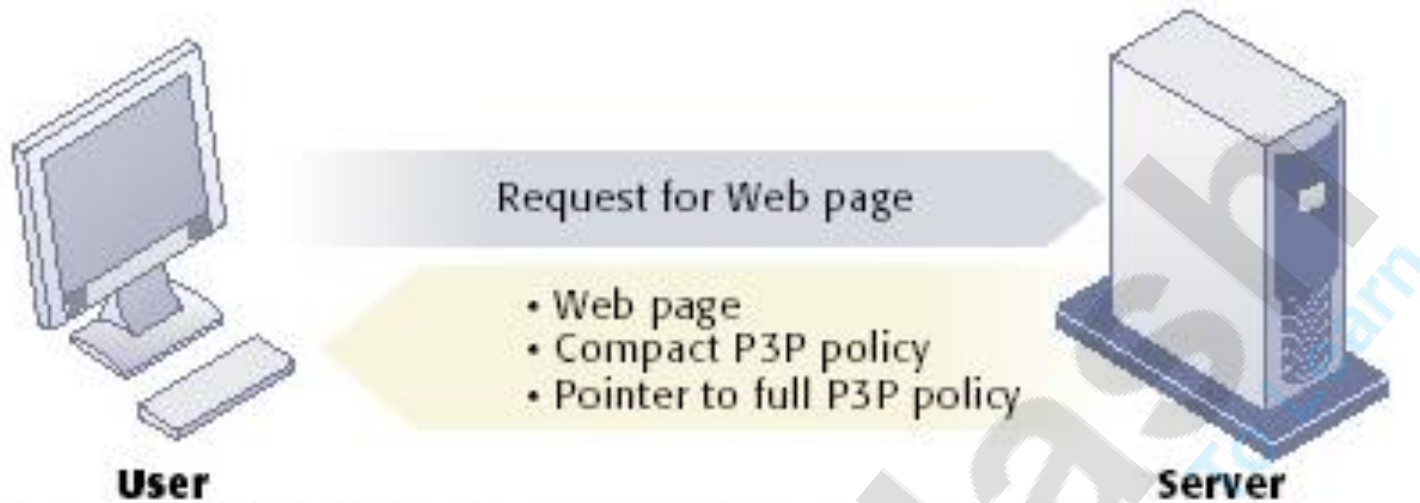 Request for Web page
• Web page
• Compact P3P policy
• Pointer to full P3P policy
User
Server